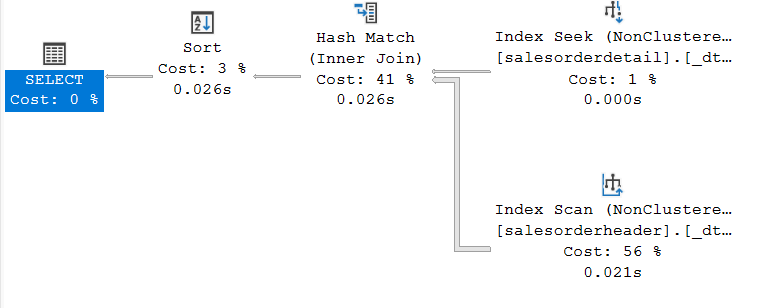 Sort
Cost: 3 %
0.026s
SELECT
Cost: 0 %
Hash Match
(Inner Join)
Cost: 41 %
0.026s
Index Seek (NonClustere…
[salesorderdetail].[_dt…
Cost: 1 %
0.000s
Index Scan (NonClustere…
[salesorderheader].[_dt…
Cost: 56 %
0.021s